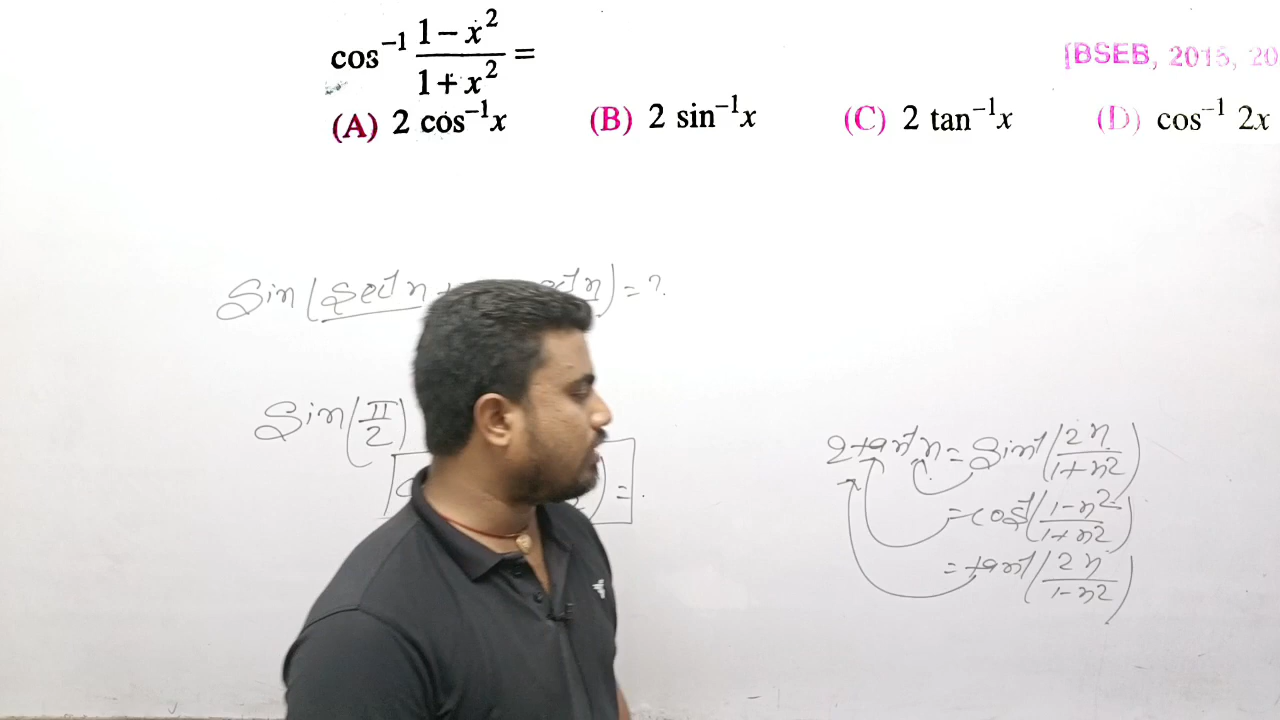 cos⁻¹ (1 − x²)/(1 + x²) =
[BSEB, 2015, 20
(A) 2 cos⁻¹x (B) 2 sin⁻¹x (C) 2 tan⁻¹x (D) cos⁻¹ 2x
Sin(Sec⁻¹x + x) = ?
Sin(π/2)
) =
2tan⁻¹x = Sin⁻¹(2x/(1+x²))
= cos⁻¹((1-x²)/(1+x²))
= tan⁻¹(2x/(1-x²))